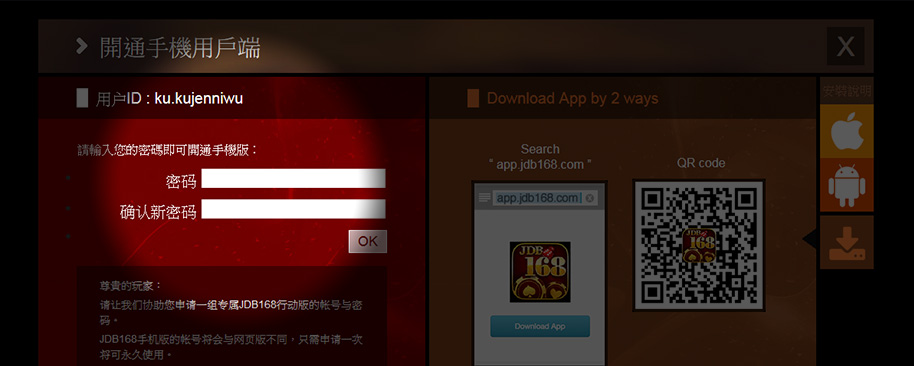 開通手機用戶端
X
用户ID : ku.kujenniwu
請輸入您的密碼即可開通手機版：
密码
确认新密码
OK
尊貴的玩家：
请让我们协助您申请一组专属JDB168行动版的帐号与密
码。
JDB168手机版的帐号将会与网页版不同，只需申请一次
将可永久使用。
Download App by 2 ways
Search
" app.jdb168.com "
app.jdb168.com
JDB
168
Download App
QR code
JDB
168
安裝說明